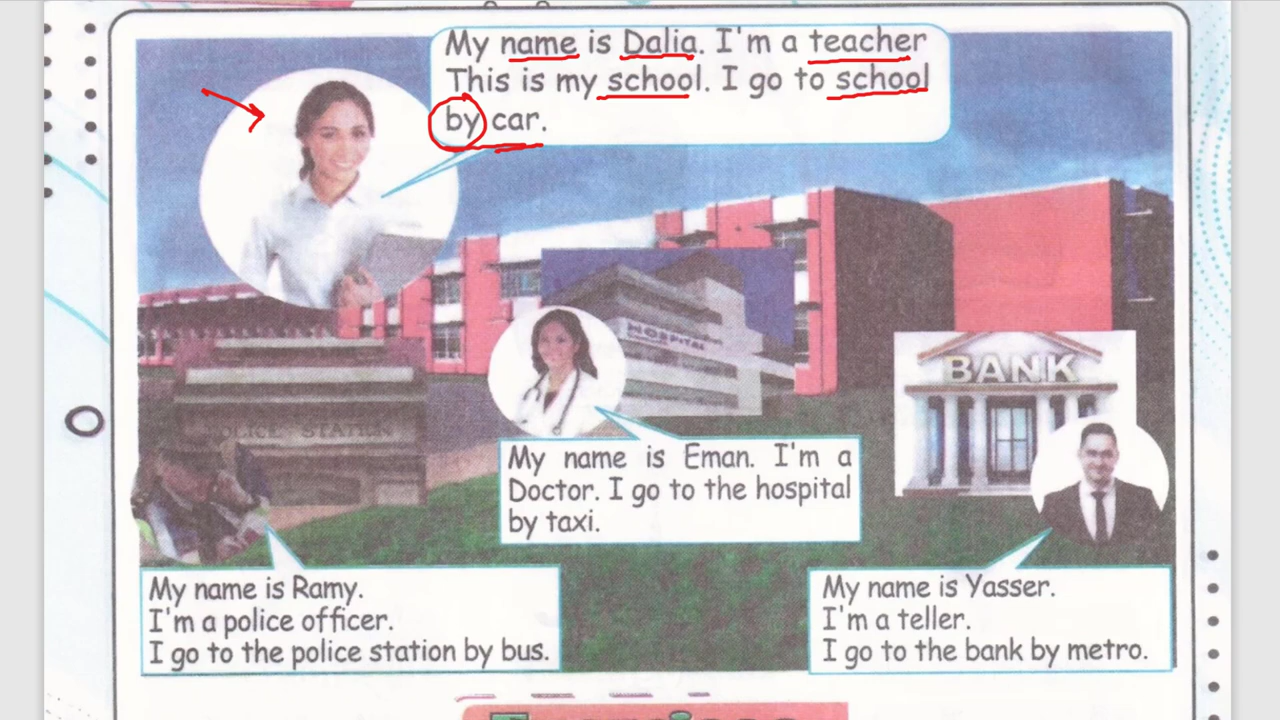 My name is Dalia. I'm a teacher
This is my school. I go to school
by car.
HOSPITAL
BANK
POLICE STATION
My name is Eman. I'm a
Doctor. I go to the hospital
by taxi.
My name is Ramy.
I'm a police officer.
I go to the police station by bus.
My name is Yasser.
I'm a teller.
I go to the bank by metro.